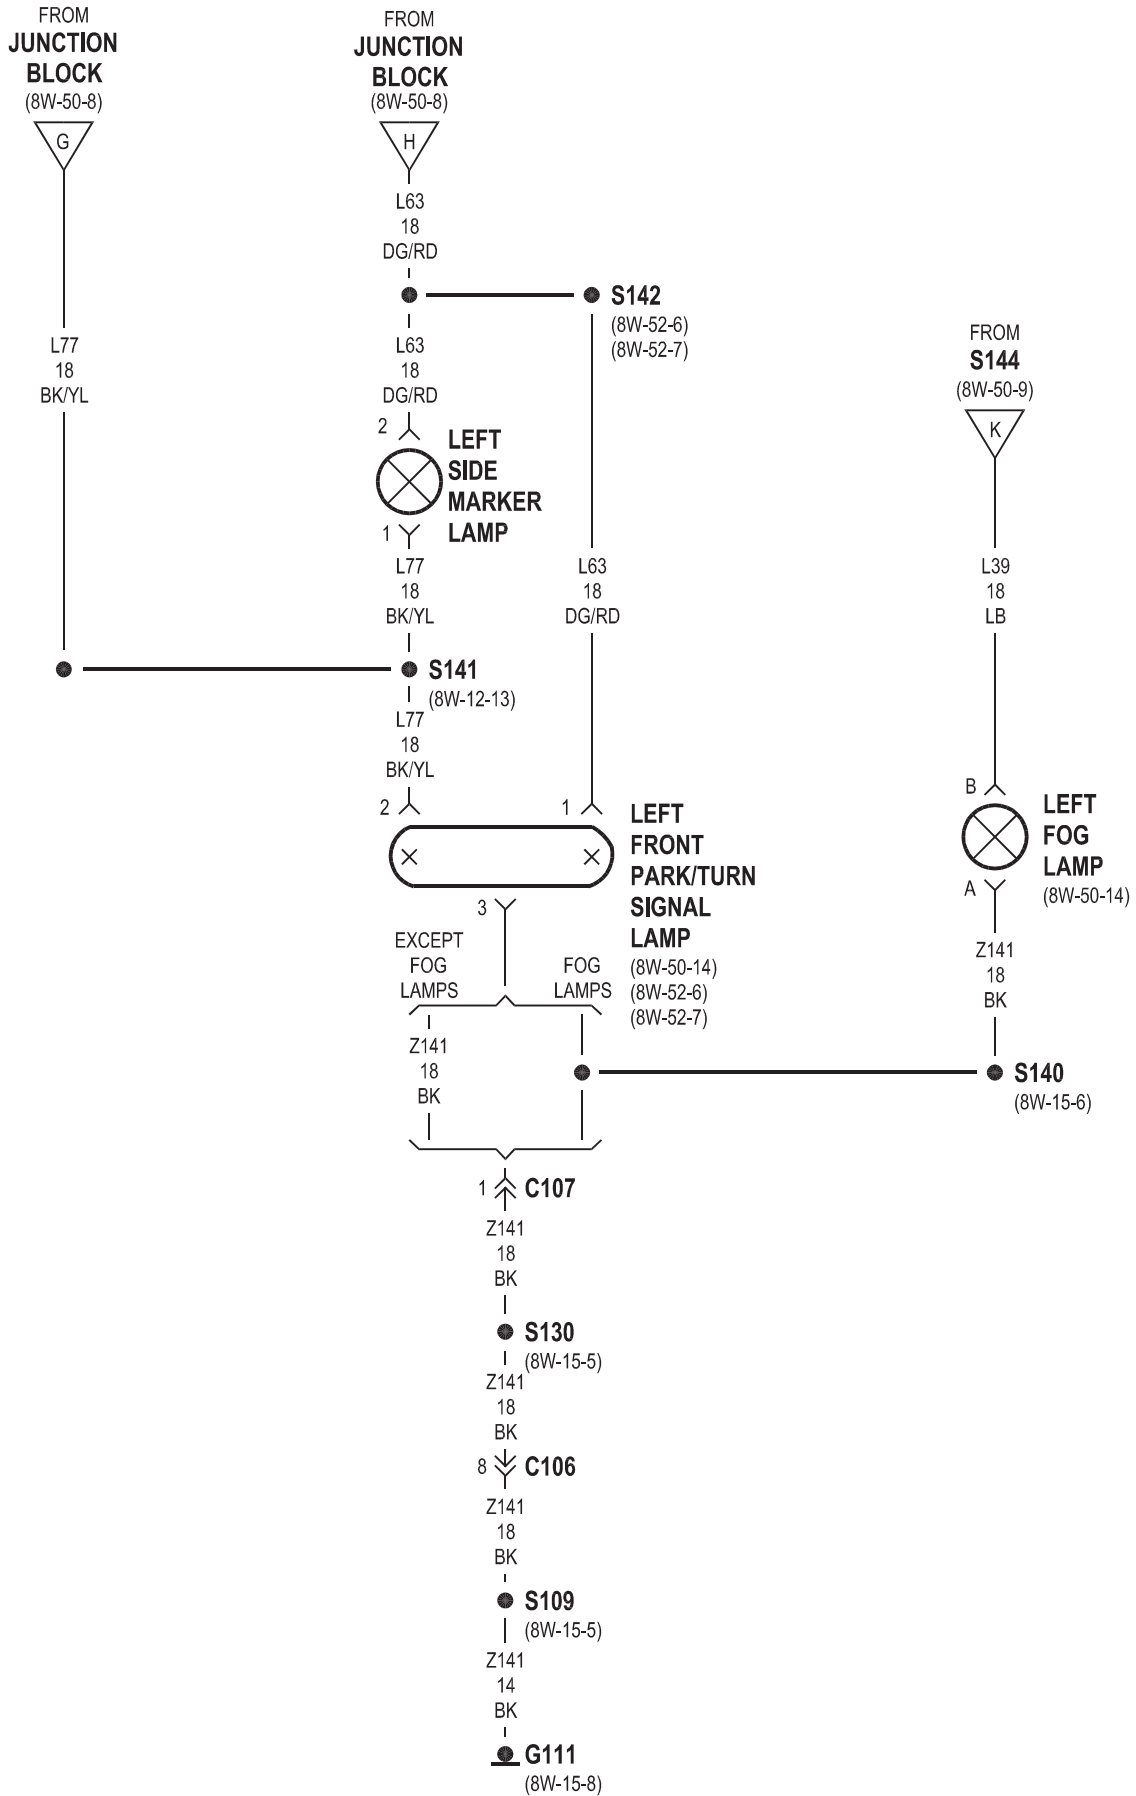 FROM
JUNCTION
BLOCK
(8W-50-8)
G
L77
18
BK/YL
FROM
JUNCTION
BLOCK
(8W-50-8)
H
L63
18
DG/RD
S142
(8W-52-6)
(8W-52-7)
L63
18
DG/RD
2
LEFT
SIDE
MARKER
LAMP
1
L77
18
BK/YL
L63
18
DG/RD
S141
(8W-12-13)
L77
18
BK/YL
2
1
LEFT
FRONT
PARK/TURN
SIGNAL
LAMP
(8W-50-14)
(8W-52-6)
(8W-52-7)
3
FROM
S144
(8W-50-9)
K
L39
18
LB
B
LEFT
FOG
LAMP
(8W-50-14)
A
Z141
18
BK
S140
(8W-15-6)
EXCEPT
FOG
LAMPS
FOG
LAMPS
Z141
18
BK
1
C107
Z141
18
BK
S130
(8W-15-5)
Z141
18
BK
8
C106
Z141
18
BK
S109
(8W-15-5)
Z141
14
BK
G111
(8W-15-8)